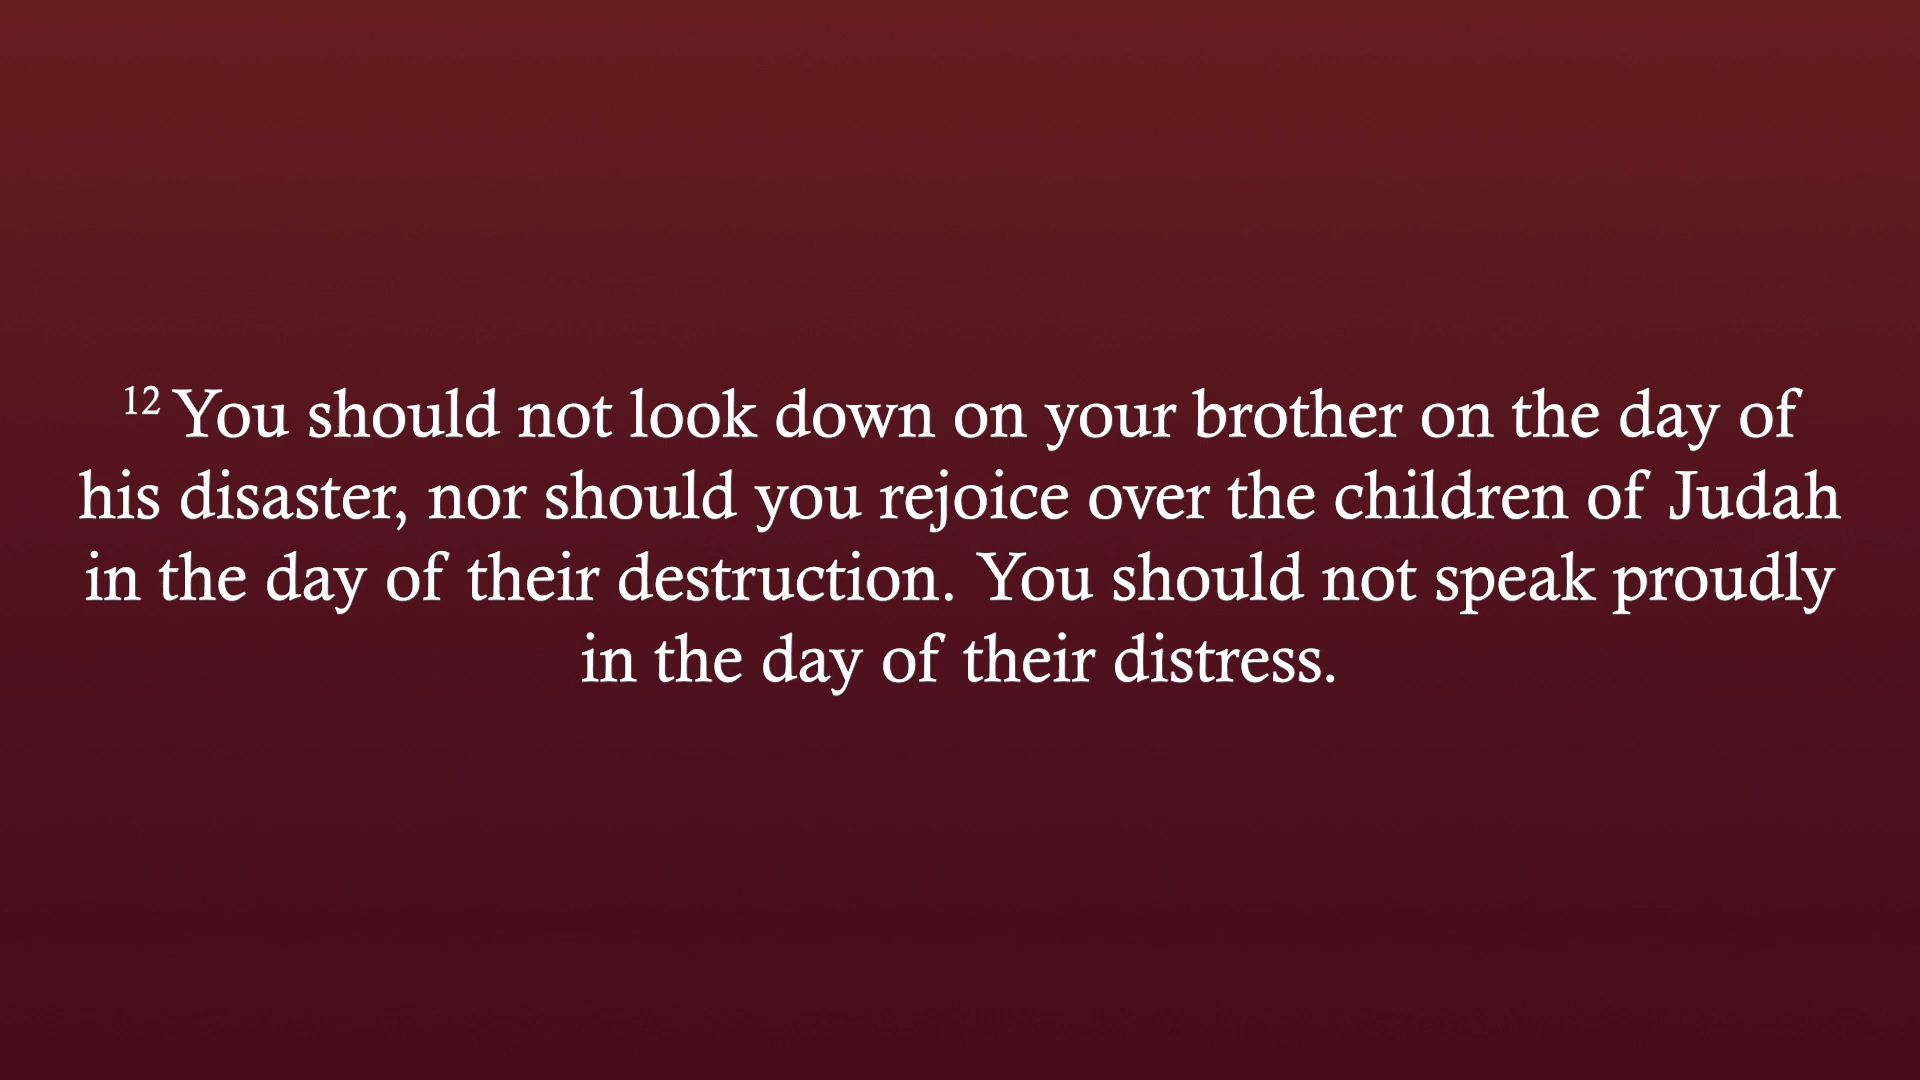 12 You should not look down on your brother on the day of
his disaster, nor should you rejoice over the children of Judah
in the day of their destruction. You should not speak proudly
in the day of their distress.